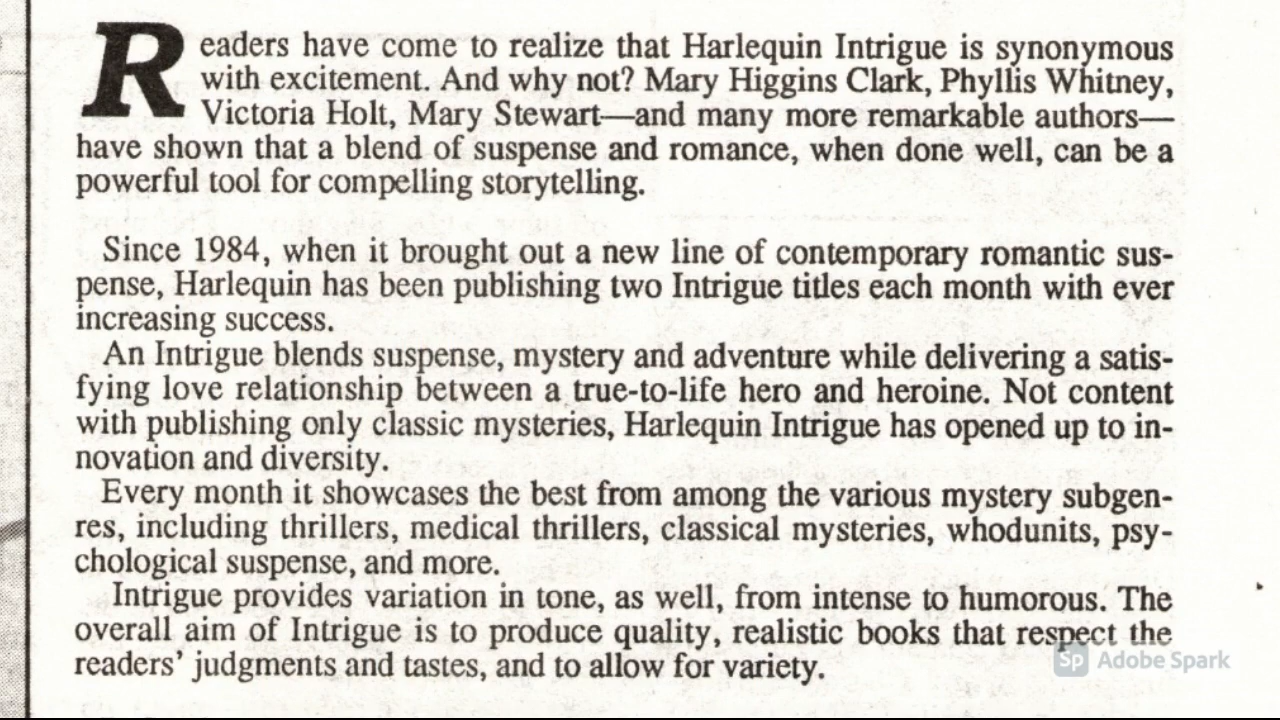 Readers have come to realize that Harlequin Intrigue is synonymous
with excitement. And why not? Mary Higgins Clark, Phyllis Whitney,
Victoria Holt, Mary Stewart—and many more remarkable authors—
have shown that a blend of suspense and romance, when done well, can be a
powerful tool for compelling storytelling.
Since 1984, when it brought out a new line of contemporary romantic sus-
pense, Harlequin has been publishing two Intrigue titles each month with ever
increasing success.
An Intrigue blends suspense, mystery and adventure while delivering a satis-
fying love relationship between a true-to-life hero and heroine. Not content
with publishing only classic mysteries, Harlequin Intrigue has opened up to in-
novation and diversity.
Every month it showcases the best from among the various mystery subgen-
res, including thrillers, medical thrillers, classical mysteries, whodunits, psy-
chological suspense, and more.
Intrigue provides variation in tone, as well, from intense to humorous. The
overall aim of Intrigue is to produce quality, realistic books that respect the
readers' judgments and tastes, and to allow for variety.
Sp Adobe Spark